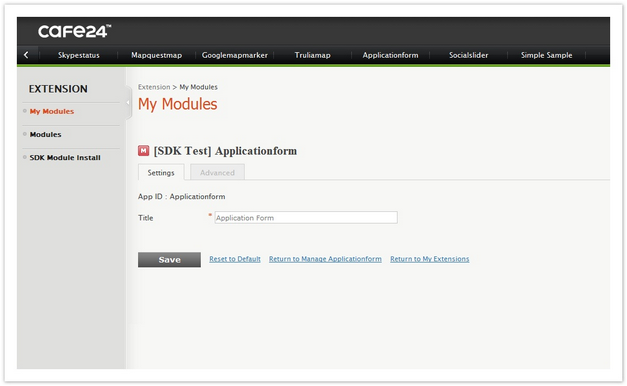 cafe24™
Skypestatus Mapquestmap Googlemapmarker Truliamap Applicationform Socialslider Simple Sample
EXTENSION
My Modules
Modules
SDK Module Install
Extension > My Modules
My Modules
M [SDK Test] Applicationform
Settings Advanced
App ID : Applicationform
Title * Application Form
Save Reset to Default Return to Manage Applicationform Return to My Extensions